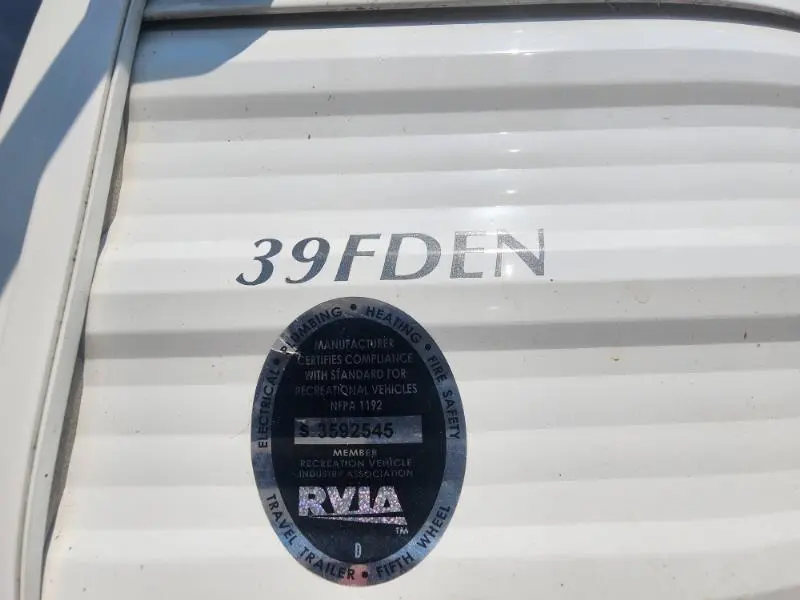 39FDEN
ELECTRICAL • PLUMBING • HEATING • FIRE SAFETY
MANUFACTURER
CERTIFIES COMPLIANCE
WITH STANDARD FOR
RECREATIONAL VEHICLES
NFPA 1192
S 3592545
MEMBER
RECREATION VEHICLE
INDUSTRY ASSOCIATION
RVIA
TM
D
TRAVEL TRAILER • FIFTH WHEEL